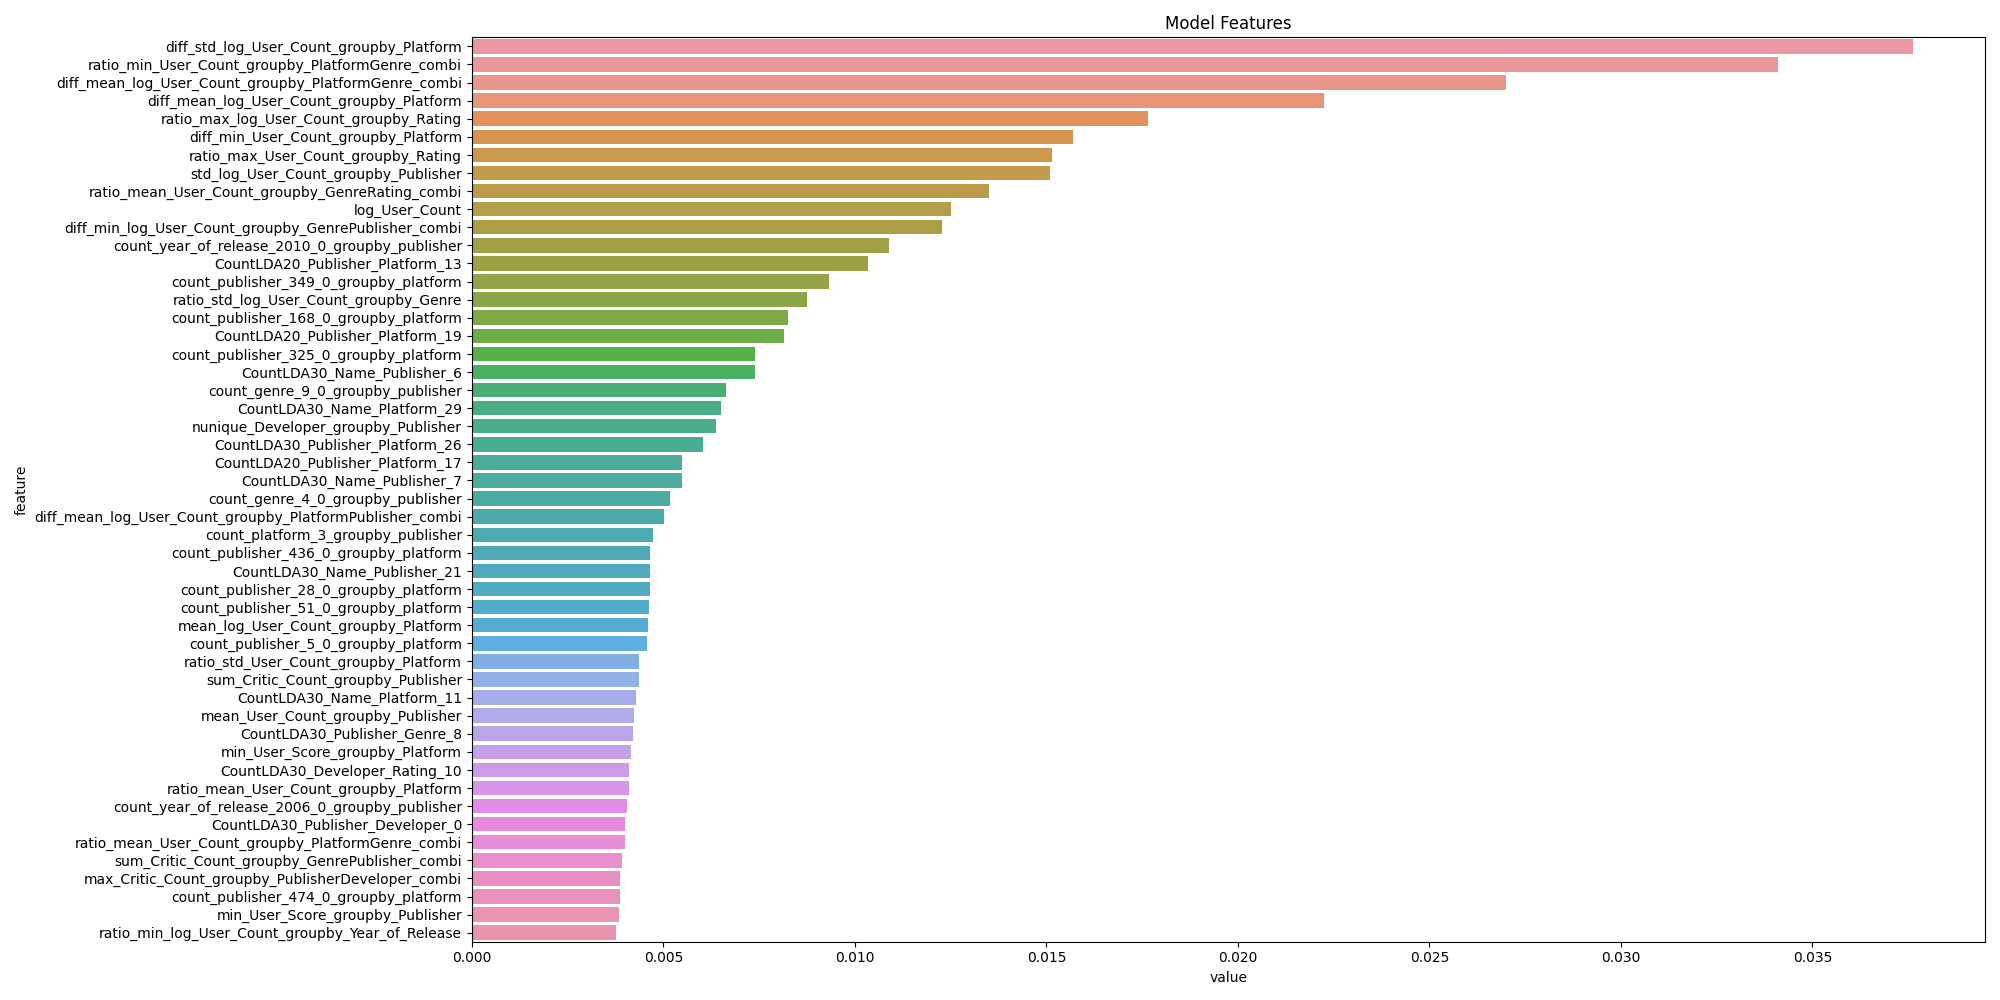 Model Features
feature
diff_std_log_User_Count_groupby_Platform
ratio_min_User_Count_groupby_PlatformGenre_combi
diff_mean_log_User_Count_groupby_PlatformGenre_combi
diff_mean_log_User_Count_groupby_Platform
ratio_max_log_User_Count_groupby_Rating
diff_min_User_Count_groupby_Platform
ratio_max_User_Count_groupby_Rating
std_log_User_Count_groupby_Publisher
ratio_mean_User_Count_groupby_GenreRating_combi
log_User_Count
diff_min_log_User_Count_groupby_GenrePublisher_combi
count_year_of_release_2010_0_groupby_publisher
CountLDA20_Publisher_Platform_13
count_publisher_349_0_groupby_platform
ratio_std_log_User_Count_groupby_Genre
count_publisher_168_0_groupby_platform
CountLDA20_Publisher_Platform_19
count_publisher_325_0_groupby_platform
CountLDA30_Name_Publisher_6
count_genre_9_0_groupby_publisher
CountLDA30_Name_Platform_29
nunique_Developer_groupby_Publisher
CountLDA30_Publisher_Platform_26
CountLDA20_Publisher_Platform_17
CountLDA30_Name_Publisher_7
count_genre_4_0_groupby_publisher
diff_mean_log_User_Count_groupby_PlatformPublisher_combi
count_platform_3_groupby_publisher
count_publisher_436_0_groupby_platform
CountLDA30_Name_Publisher_21
count_publisher_28_0_groupby_platform
count_publisher_51_0_groupby_platform
mean_log_User_Count_groupby_Platform
count_publisher_5_0_groupby_platform
ratio_std_User_Count_groupby_Platform
sum_Critic_Count_groupby_Publisher
CountLDA30_Name_Platform_11
mean_User_Count_groupby_Publisher
CountLDA30_Publisher_Genre_8
min_User_Score_groupby_Platform
CountLDA30_Developer_Rating_10
ratio_mean_User_Count_groupby_Platform
count_year_of_release_2006_0_groupby_publisher
CountLDA30_Publisher_Developer_0
ratio_mean_User_Count_groupby_PlatformGenre_combi
sum_Critic_Count_groupby_GenrePublisher_combi
max_Critic_Count_groupby_PublisherDeveloper_combi
count_publisher_474_0_groupby_platform
min_User_Score_groupby_Publisher
ratio_min_log_User_Count_groupby_Year_of_Release
0.000 0.005 0.010 0.015 0.020 0.025 0.030 0.035
value